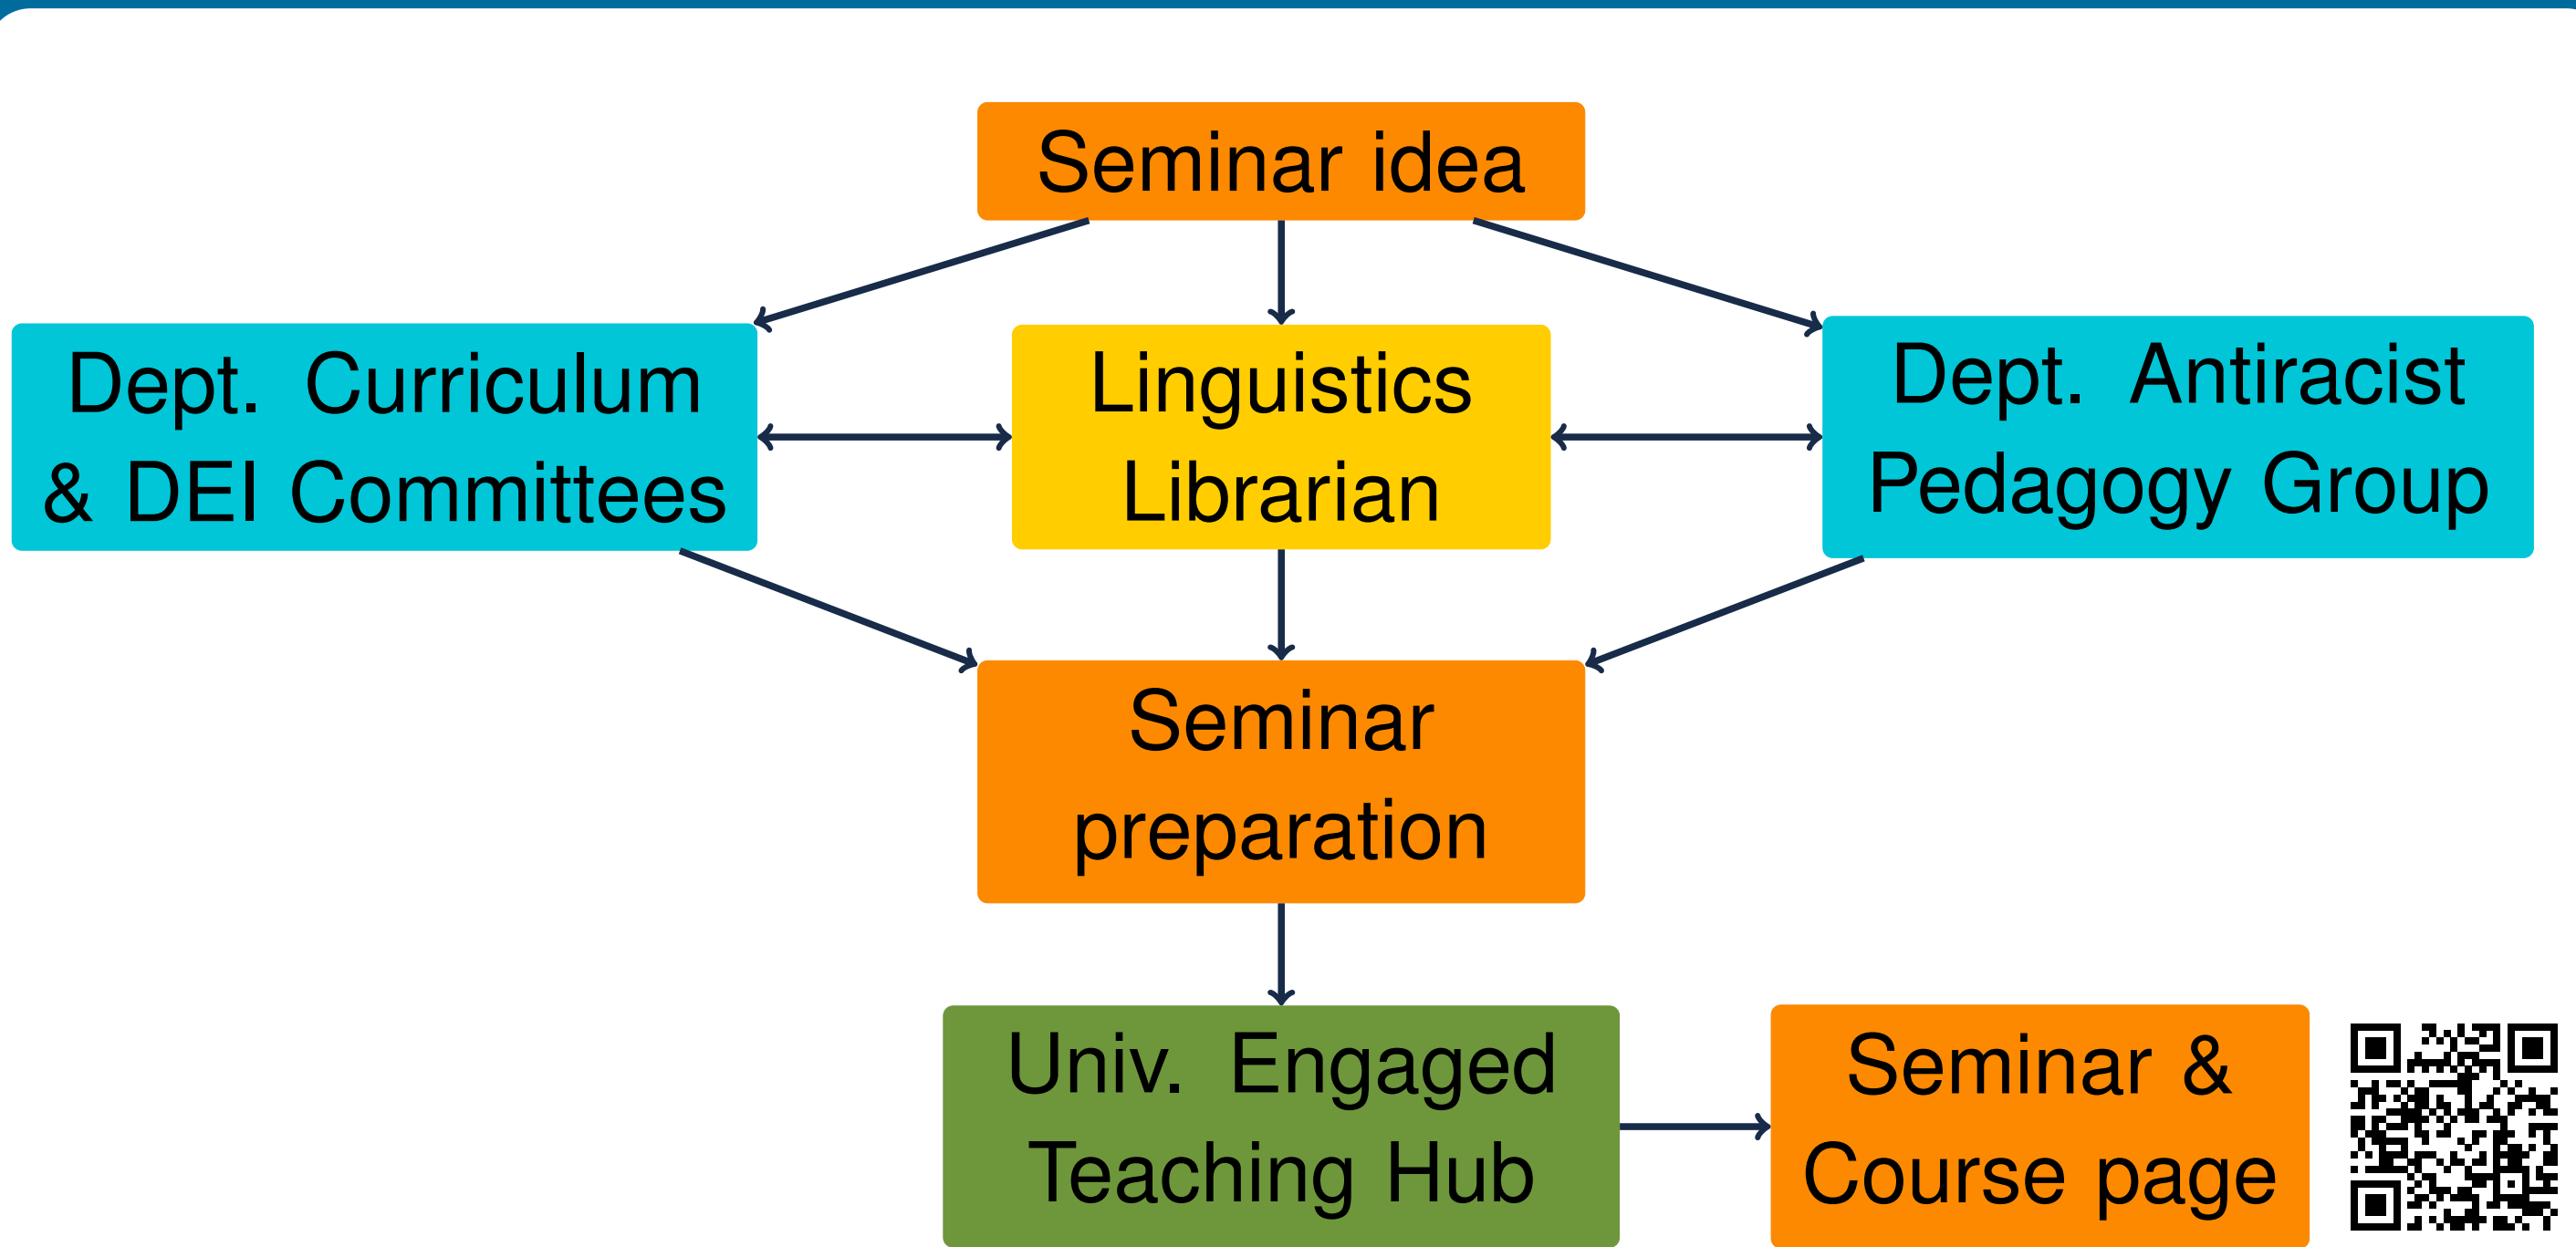 Seminar idea
Dept. Curriculum
& DEI Committees
Linguistics
Librarian
Dept. Antiracist
Pedagogy Group
Seminar
preparation
Univ. Engaged
Teaching Hub
Seminar &
Course page